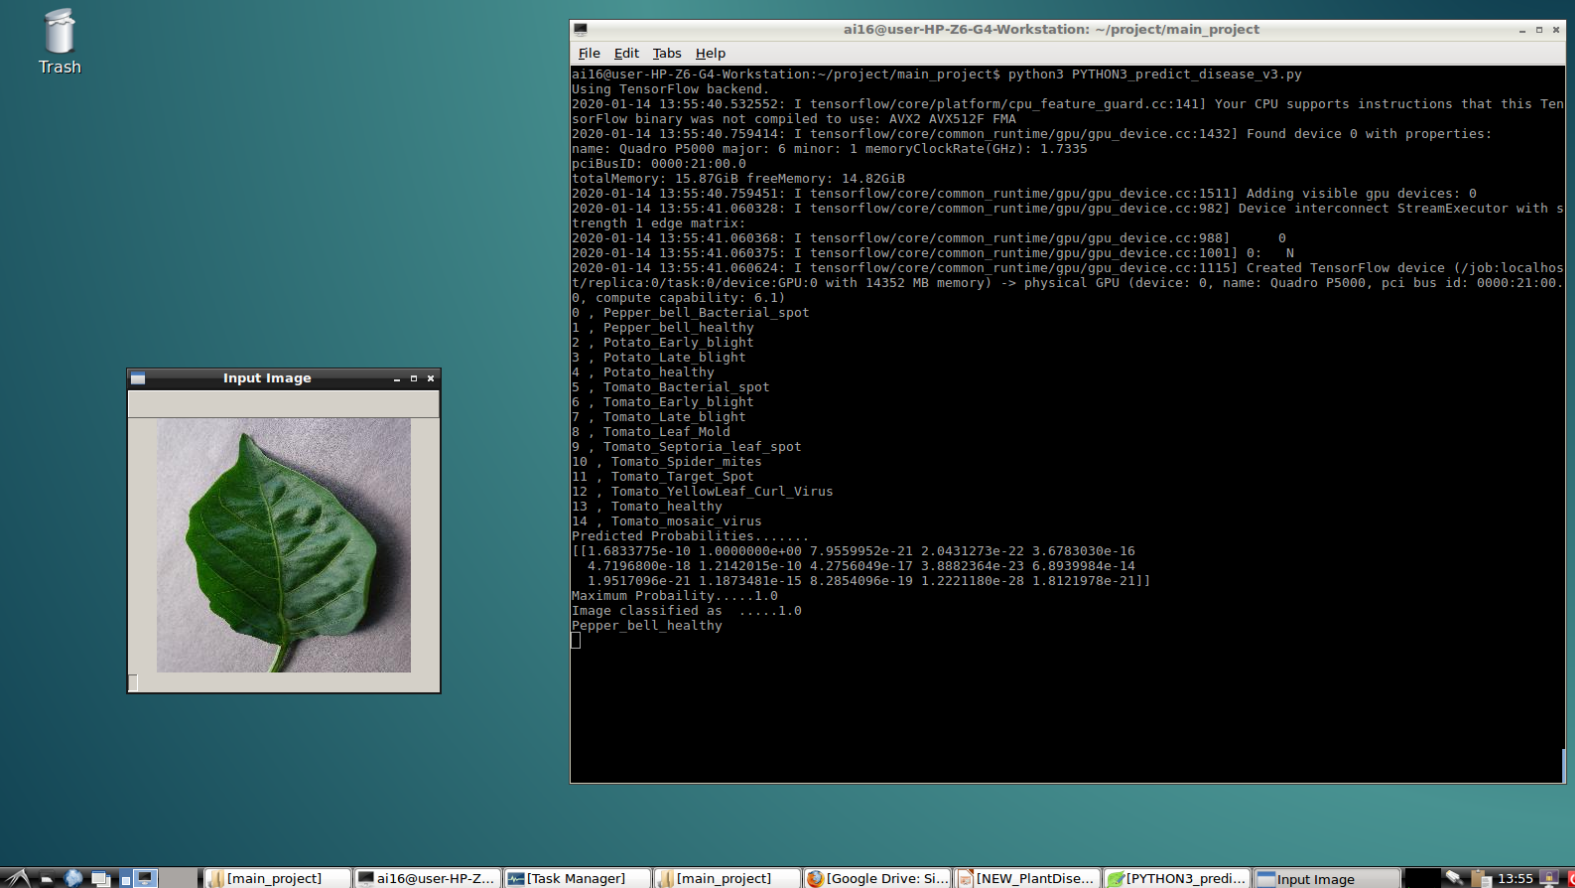 Trash
ai16@user-HP-Z6-G4-Workstation: ~/project/main_project
File Edit Tabs Help
ai16@user-HP-Z6-G4-Workstation:~/project/main_project$ python3 PYTHON3_predict_disease_v3.py
Using TensorFlow backend.
2020-01-14 13:55:40.532552: I tensorflow/core/platform/cpu_feature_guard.cc:141] Your CPU supports instructions that this Ten
sorFlow binary was not compiled to use: AVX2 AVX512F FMA
2020-01-14 13:55:40.759414: I tensorflow/core/common_runtime/gpu/gpu_device.cc:1432] Found device 0 with properties:
name: Quadro P5000 major: 6 minor: 1 memoryClockRate(GHz): 1.7335
pciBusID: 0000:21:00.0
totalMemory: 15.87GiB freeMemory: 14.82GiB
2020-01-14 13:55:40.759451: I tensorflow/core/common_runtime/gpu/gpu_device.cc:1511] Adding visible gpu devices: 0
2020-01-14 13:55:41.060328: I tensorflow/core/common_runtime/gpu/gpu_device.cc:982] Device interconnect StreamExecutor with s
trength 1 edge matrix:
2020-01-14 13:55:41.060368: I tensorflow/core/common_runtime/gpu/gpu_device.cc:988]      0
2020-01-14 13:55:41.060375: I tensorflow/core/common_runtime/gpu/gpu_device.cc:1001] 0:   N
2020-01-14 13:55:41.060624: I tensorflow/core/common_runtime/gpu/gpu_device.cc:1115] Created TensorFlow device (/job:localhos
t/replica:0/task:0/device:GPU:0 with 14352 MB memory) -> physical GPU (device: 0, name: Quadro P5000, pci bus id: 0000:21:00.
0, compute capability: 6.1)
0 , Pepper_bell_Bacterial_spot
1 , Pepper_bell_healthy
2 , Potato_Early_blight
3 , Potato_Late_blight
4 , Potato_healthy
5 , Tomato_Bacterial_spot
6 , Tomato_Early_blight
7 , Tomato_Late_blight
8 , Tomato_Leaf_Mold
9 , Tomato_Septoria_leaf_spot
10 , Tomato_Spider_mites
11 , Tomato_Target_Spot
12 , Tomato_YellowLeaf_Curl_Virus
13 , Tomato_healthy
14 , Tomato_mosaic_virus
Predicted Probabilities.......
[[1.6833775e-10 1.0000000e+00 7.9559952e-21 2.0431273e-22 3.6783030e-16
4.7196800e-18 1.2142015e-10 4.2756049e-17 3.8882364e-23 6.8939984e-14
1.9517096e-21 1.1873481e-15 8.2854096e-19 1.2221180e-28 1.8121978e-21]]
Maximum Probaility.....1.0
Image classified as  .....1.0
Pepper_bell_healthy
Input Image
[main_project] ai16@user-HP-Z... [Task Manager] [main_project] [Google Drive: Si... [NEW_PlantDise... [PYTHON3_predi... Input Image 13:55